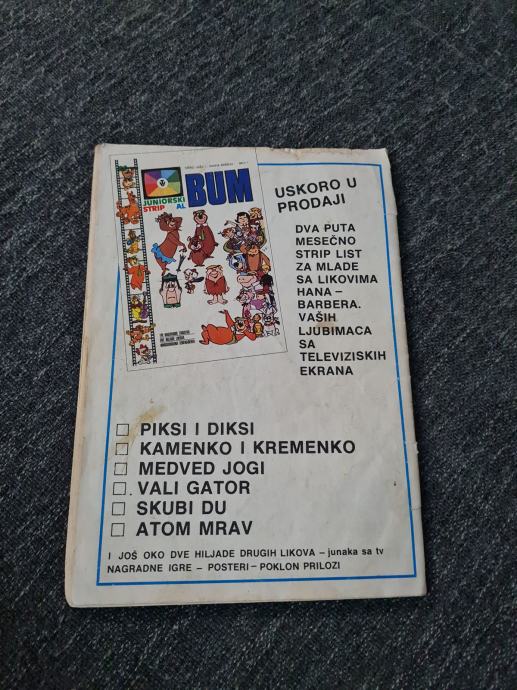 JUNIORSKI
STRIP AL
BUM
USKORO U
PRODAJI
DVA PUTA
MESEČNO
STRIP LIST
ZA MLADE
SA LIKOVIMA
HANA –
BARBERA.
VAŠIH
LJUBIMACA
SA
TELEVIZISKIH
EKRANA
PIKSI I DIKSI
KAMENKO I KREMENKO
MEDVED JOGI
VALI GATOR
SKUBI DU
ATOM MRAV
I JOŠ OKO DVE HILJADE DRUGIH LIKOVA – junaka sa tv
NAGRADNE IGRE – POSTERI – POKLON PRILOZI